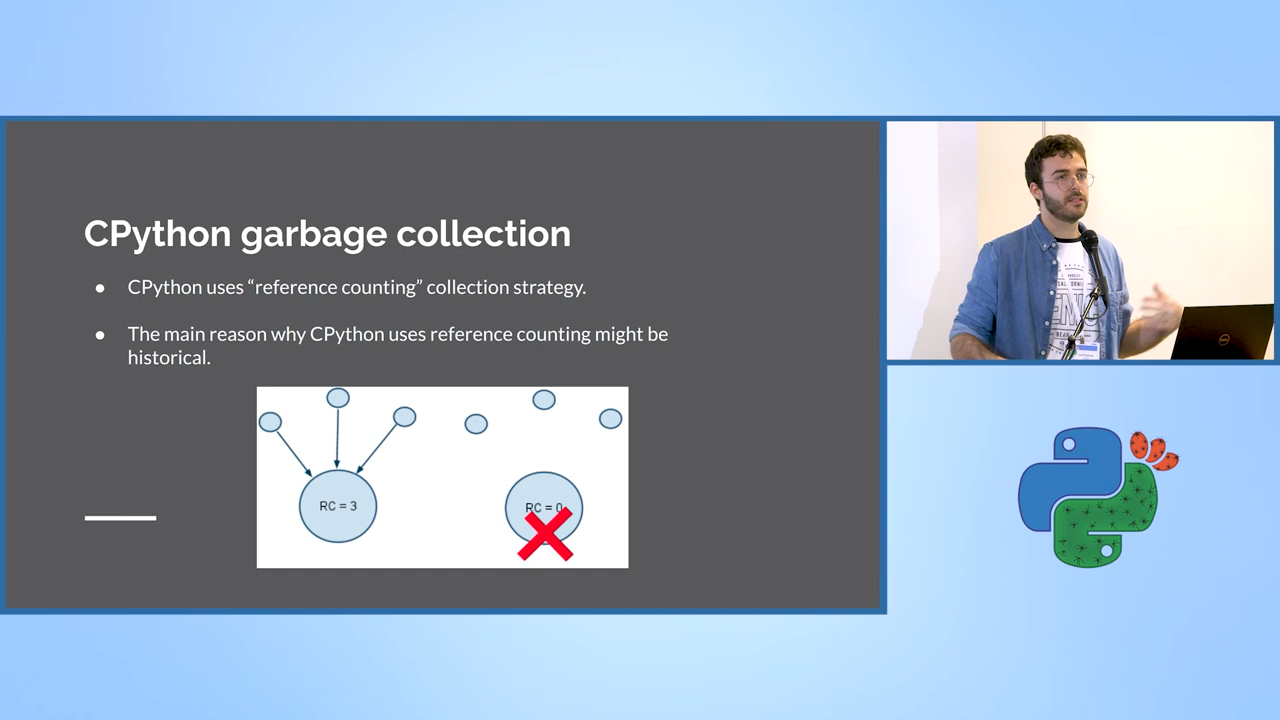 CPython garbage collection
● CPython uses “reference counting” collection strategy.
● The main reason why CPython uses reference counting might be
historical.
RC = 3
RC = 0